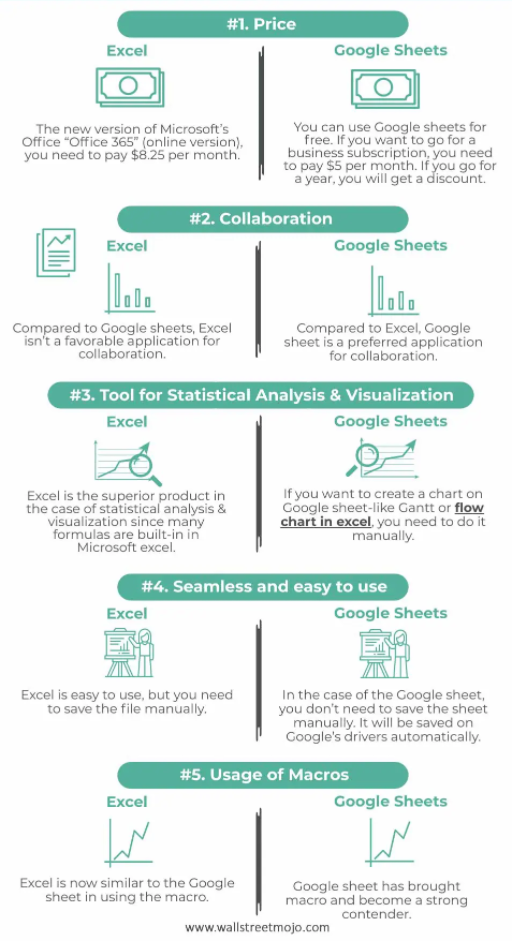 #1. Price
Excel
Google Sheets
The new version of Microsoft's
Office “Office 365” (online version),
you need to pay $8.25 per month.
You can use Google sheets for
free. If you want to go for a
business subscription, you need
to pay $5 per month. If you go for
a year, you will get a discount.
#2. Collaboration
Excel
Google Sheets
Compared to Google sheets, Excel
isn't a favorable application for
collaboration.
Compared to Excel, Google
sheet is a preferred application
for collaboration.
#3. Tool for Statistical Analysis & Visualization
Excel
Google Sheets
Excel is the superior product in
the case of statistical analysis &
visualization since many
formulas are built-in in
Microsoft excel.
If you want to create a chart on
Google sheet-like Gantt or flow
chart in excel, you need to do it
manually.
#4. Seamless and easy to use
Excel
Google Sheets
Excel is easy to use, but you need
to save the file manually.
In the case of the Google sheet,
you don't need to save the sheet
manually. It will be saved on
Google's drivers automatically.
#5. Usage of Macros
Excel
Google Sheets
Excel is now similar to the Google
sheet in using the macro.
Google sheet has brought
macro and become a strong
contender.
www.wallstreetmojo.com